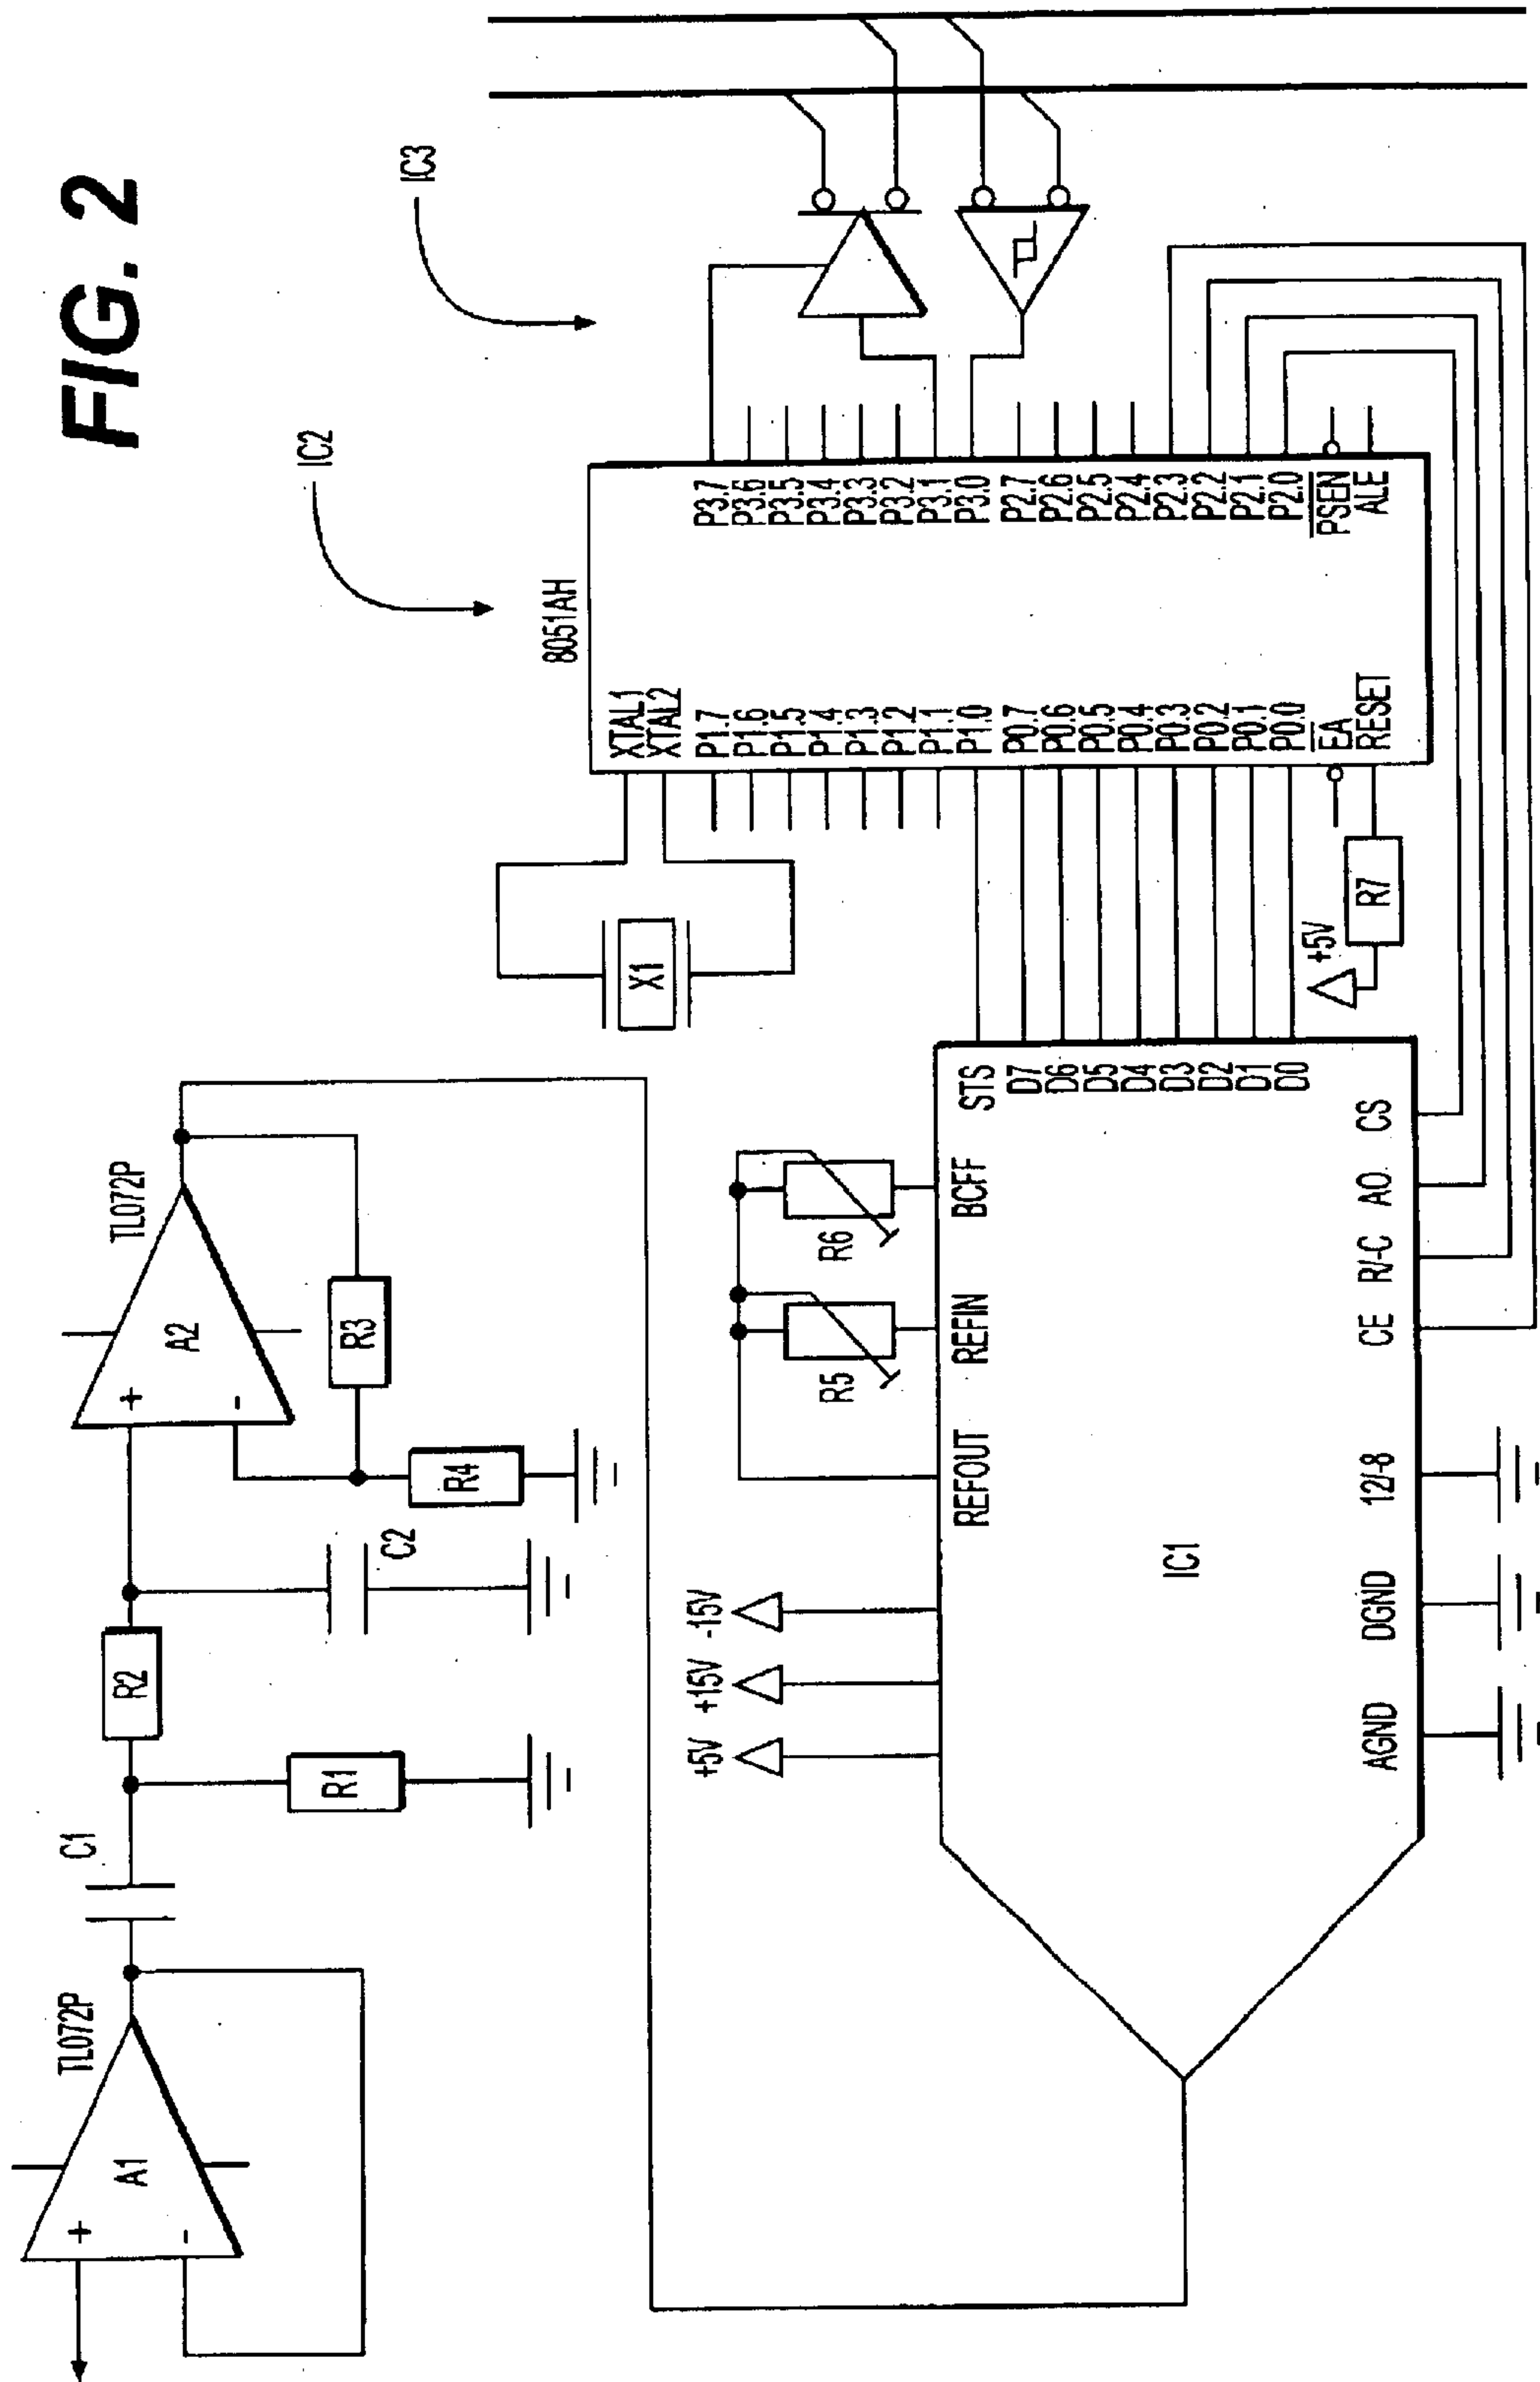 FIG. 2
TL072P
A1
+
-
C1
R1
R2
C2
TL072P
A2
+
-
R3
R4
IC2
IC3
8051AH
X1
XTAL1
XTAL2
P1.7
P1.6
P1.5
P1.4
P1.3
P1.2
P1.1
P1.0
P0.7
P0.6
P0.5
P0.4
P0.3
P0.2
P0.1
P0.0
EA
RESET
P3.7
P3.6
P3.5
P3.4
P3.3
P3.2
P3.1
P3.0
P2.7
P2.6
P2.5
P2.4
P2.3
P2.2
P2.1
P2.0
PSEN
ALE
+5V
R7
+5V
+15V
-15V
R5
R6
REFOUT
REFIN
BCFF
STS
D7
D6
D5
D4
D3
D2
D1
D0
IC1
AGND
DGND
12/-8
CE
R/-C
AO
CS